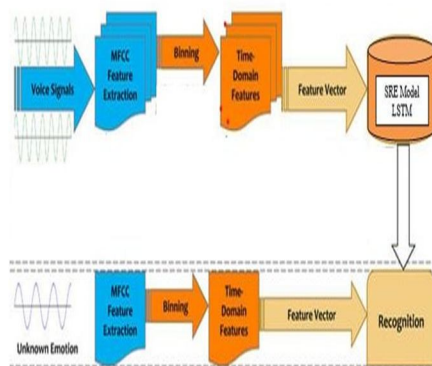 Voice Signals
MFCC
Feature
Extraction
Binning
Time-
Domain
Features
Feature Vector
SRE Model
LSTM
Unknown Emotion
MFCC
Feature
Extraction
Binning
Time-
Domain
Features
Feature Vector
Recognition